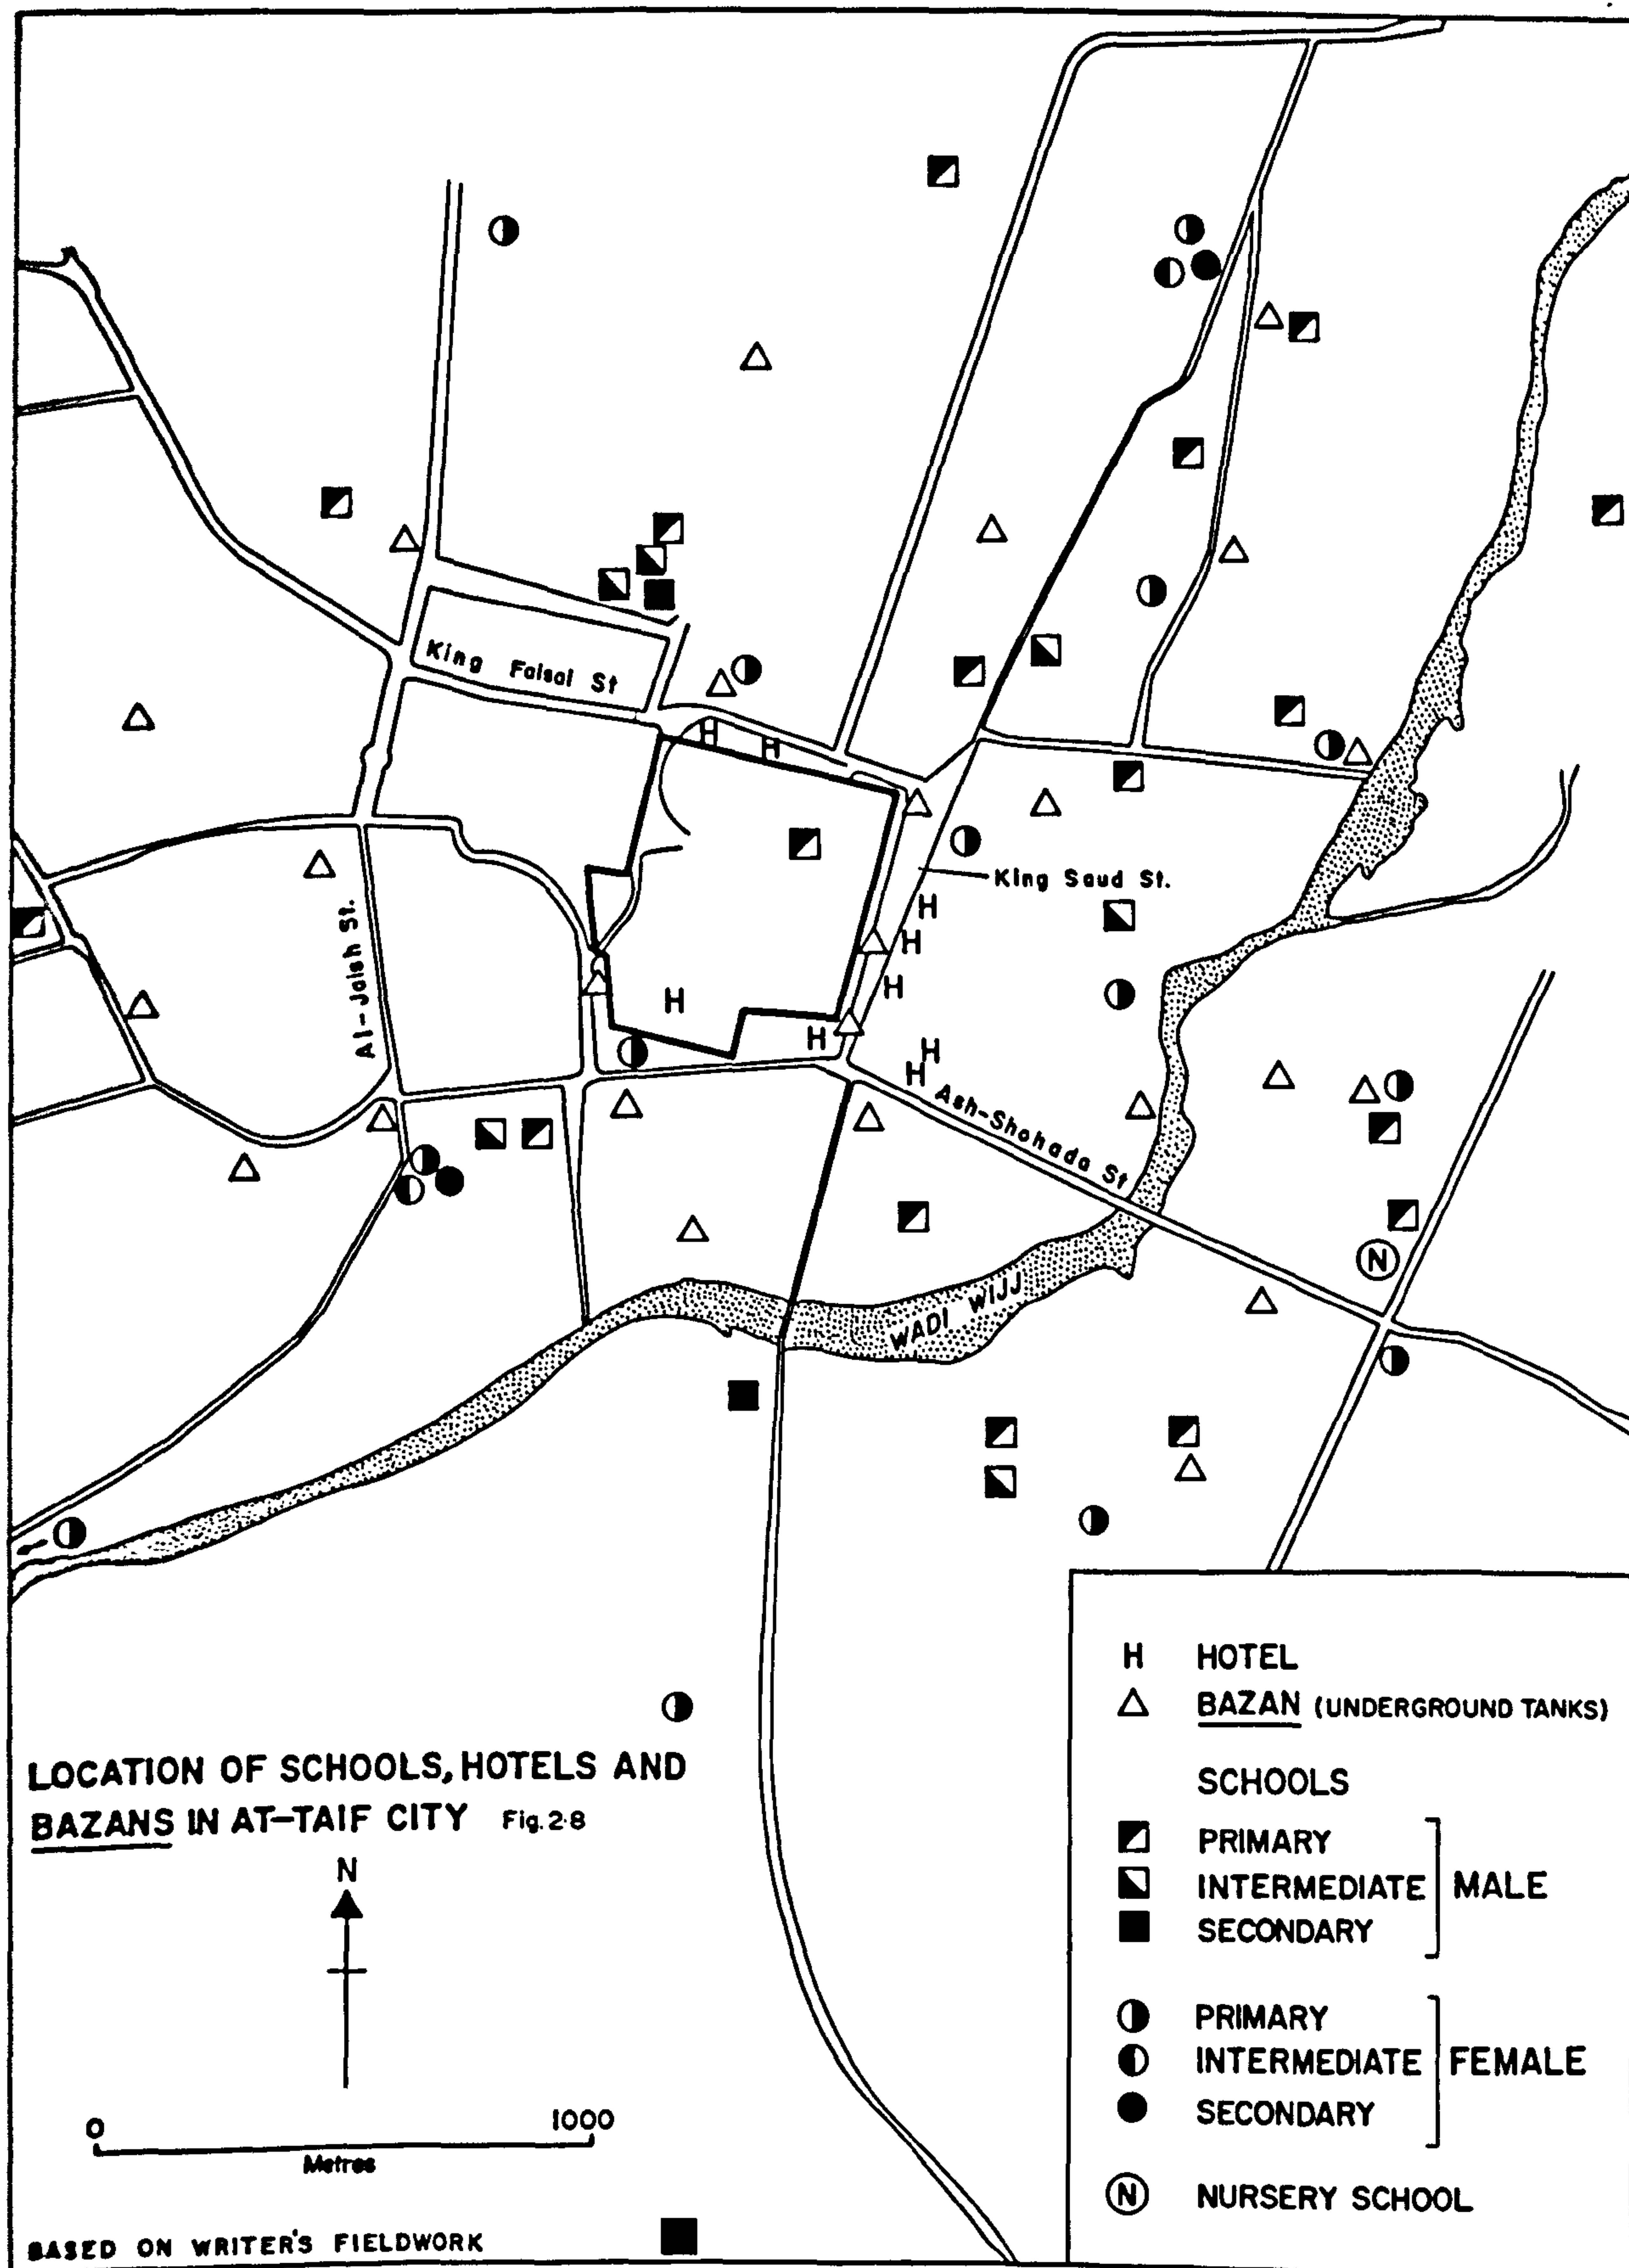 King Faisal St
H
H
King Saud St.
H
H
H
H
H
H
H
Al-Jaish St.
Ash-Shohada St
N
WADI WIJJ
H HOTEL
BAZAN (UNDERGROUND TANKS)
SCHOOLS
PRIMARY
INTERMEDIATE MALE
SECONDARY
PRIMARY
INTERMEDIATE FEMALE
SECONDARY
N NURSERY SCHOOL
LOCATION OF SCHOOLS, HOTELS AND
BAZANS IN AT-TAIF CITY Fig. 2·8
N
0 1000
Metres
BASED ON WRITER'S FIELDWORK